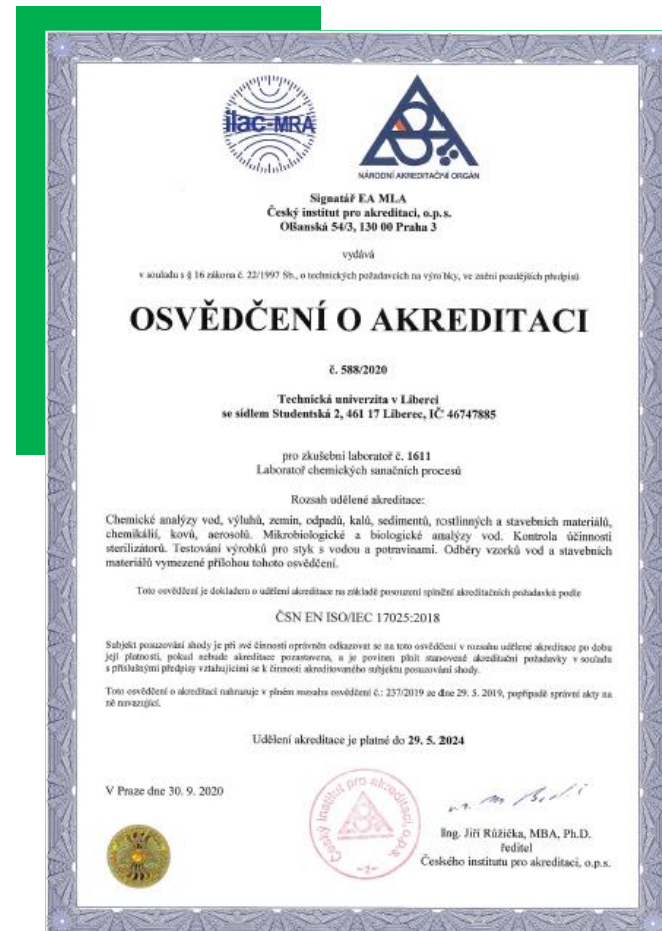 ilac-MRA
NÁRODNÍ AKREDITAČNÍ ORGÁN
Signatář EA MLA
Český institut pro akreditaci, o.p.s.
Olšanská 54/3, 130 00 Praha 3
vydává
v souladu s § 16 zákona č. 22/1997 Sb., o technických požadavcích na výrobky, ve znění pozdějších předpisů
OSVĚDČENÍ O AKREDITACI
č. 588/2020
Technická univerzita v Liberci
se sídlem Studentská 2, 461 17 Liberec, IČ 46747885
pro zkušební laboratoř č. 1611
Laboratoř chemických sanačních procesů
Rozsah udělené akreditace:
Chemické analýzy vod, výluhů, zemin, odpadů, kalů, sedimentů, rostlinných a stavebních materiálů,
chemikálií, kovů, aerosolů. Mikrobiologické a biologické analýzy vod. Kontrola účinnosti
sterilizátorů. Testování výrobků pro styk s vodou a potravinami. Odběry vzorků vod a stavebních
materiálů vymezené přílohou tohoto osvědčení.
Toto osvědčení je dokladem o udělení akreditace na základě posouzení splnění akreditačních požadavků podle
ČSN EN ISO/IEC 17025:2018
Subjekt posuzování shody je při své činnosti oprávněn odkazovat se na toto osvědčení v rozsahu udělené akreditace po dobu
její platnosti, pokud nebude akreditace pozastavena, a je povinen plnit stanovené akreditační požadavky v souladu
s příslušnými předpisy vztahujícími se k činnosti akreditovaného subjektu posuzování shody.
Toto osvědčení o akreditaci nahrazuje v plném rozsahu osvědčení č.: 237/2019 ze dne 29. 5. 2019, popřípadě správní akty na
ně navazující.
Udělení akreditace je platné do 29. 5. 2024
V Praze dne 30. 9. 2020
Český institut pro akreditaci o.p.s.
-2-
Ing. Jiří Růžička, MBA, Ph.D.
ředitel
Českého institutu pro akreditaci, o.p.s.